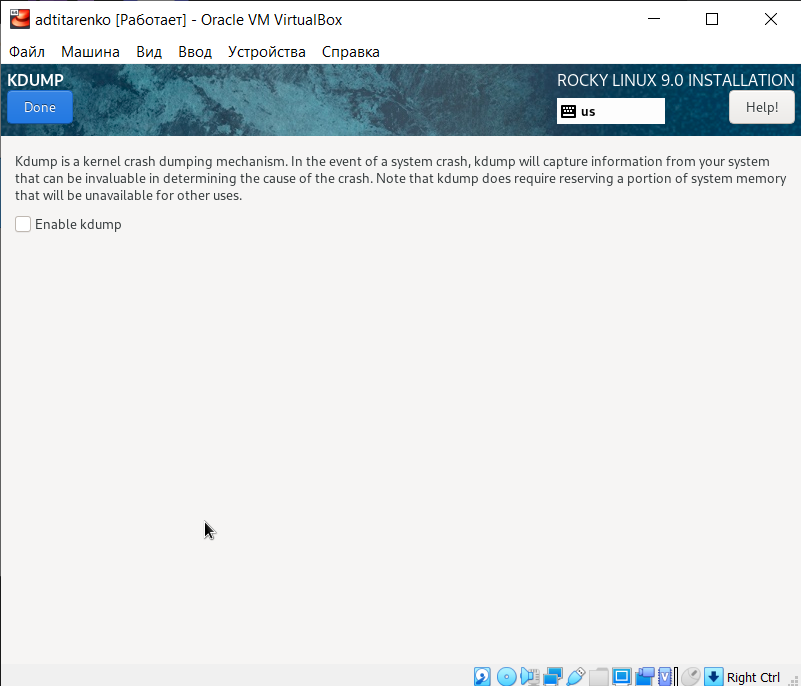 adtitarenko [Работает] - Oracle VM VirtualBox
Файл Машина Вид Ввод Устройства Справка
KDUMP
ROCKY LINUX 9.0 INSTALLATION
Done
us
Help!
Kdump is a kernel crash dumping mechanism. In the event of a system crash, kdump will capture information from your system
that can be invaluable in determining the cause of the crash. Note that kdump does require reserving a portion of system memory
that will be unavailable for other uses.
Enable kdump
Right Ctrl